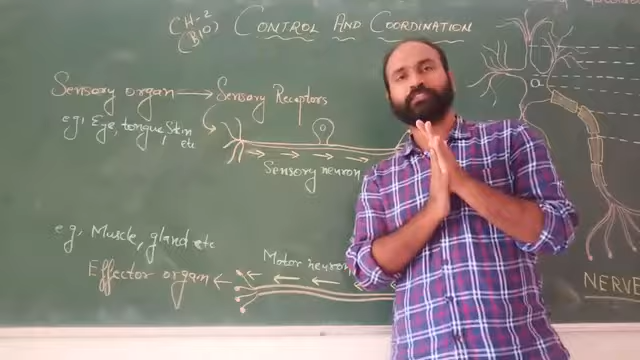 CH-2
(BIO)
CONTROL AND COORDINATION
Sensory organ → Sensory Receptors
eg, Eye, tongue, Skin etc
Sensory neuron
eg, Muscle, gland etc
Motor neuron
Effector organ
NERVE